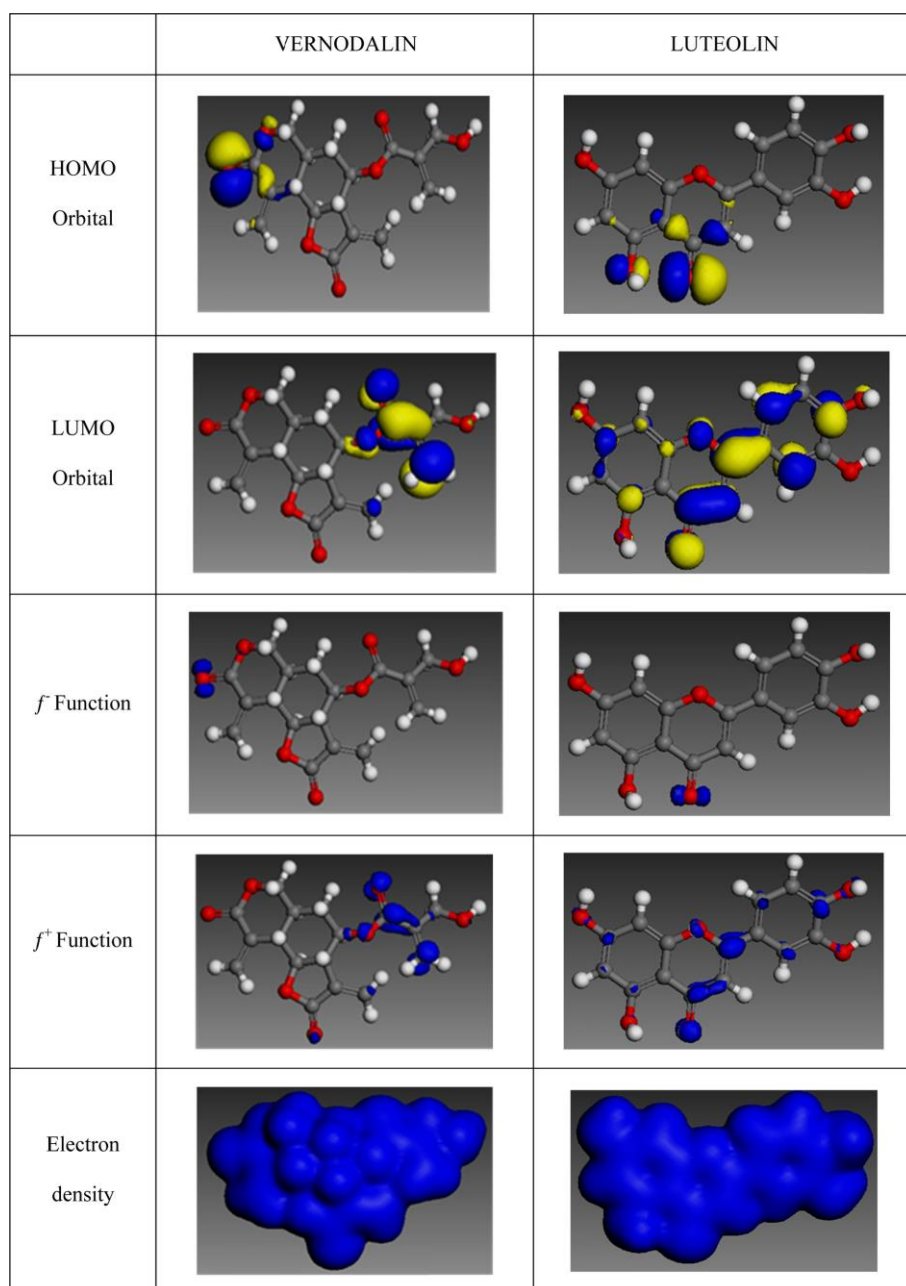 VERNODALIN
LUTEOLIN
HOMO
Orbital
LUMO
Orbital
f⁻ Function
f⁺ Function
Electron
density